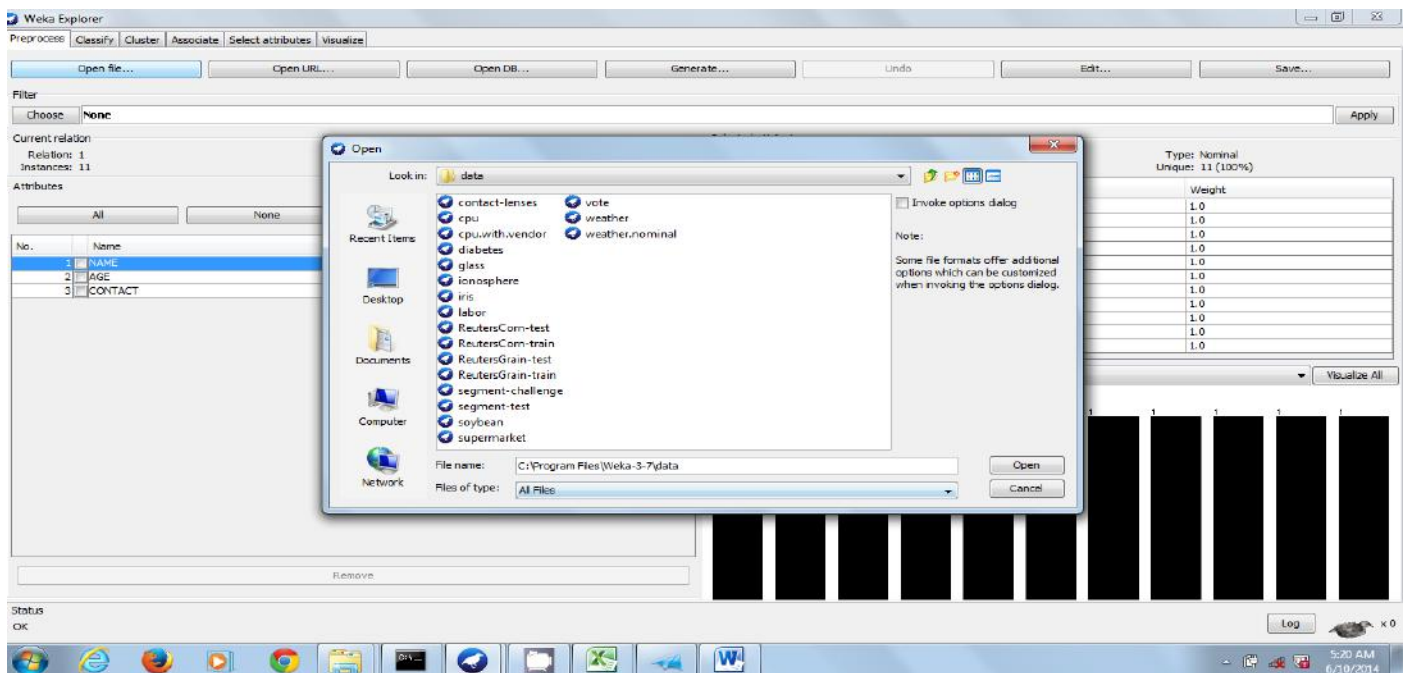 Weka Explorer
Preprocess Classify Cluster Associate Select attributes Visualize
Open file... Open URL... Open DB... Generate... Undo Edit... Save...
Filter
Choose None Apply
Current relation
Relation: 1
Instances: 11
Type: Nominal
Unique: 11 (100%)
Attributes
All None
No. Name
1 NAME
2 AGE
3 CONTACT
Remove
Weight
1.0
1.0
1.0
1.0
1.0
1.0
1.0
1.0
1.0
1.0
1.0
Visualize All
1 1 1 1 1
Open
Look in: data
Recent Items
Desktop
Documents
Computer
Network
contact-lenses
cpu
cpu.with.vendor
diabetes
glass
ionosphere
iris
labor
ReutersCorn-test
ReutersCorn-train
ReutersGrain-test
ReutersGrain-train
segment-challenge
segment-test
soybean
supermarket
vote
weather
weather.nominal
Invoke options dialog
Note:
Some file formats offer additional
options which can be customized
when invoking the options dialog.
File name: C:\Program Files\Weka-3-7\data
Open
Files of type: All Files
Cancel
Status
OK
Log x 0
5:20 AM
6/10/2014